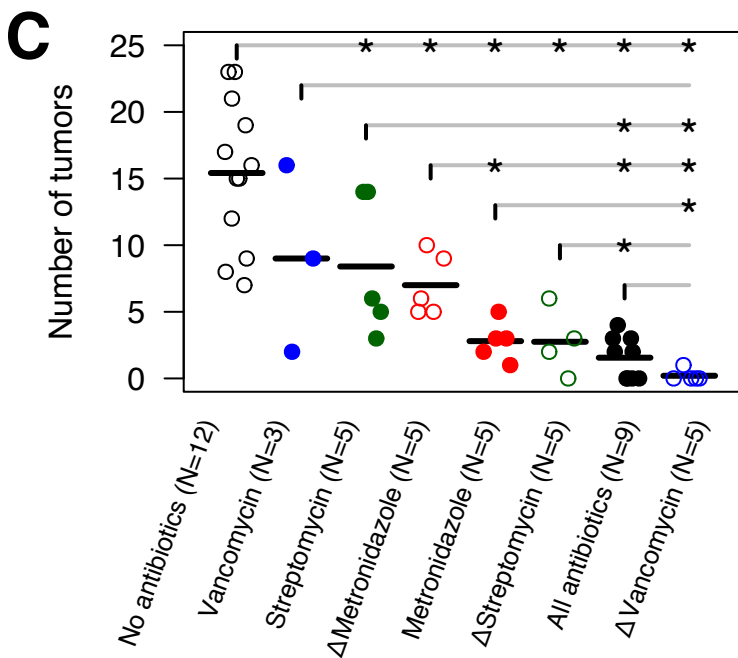 C
Number of tumors
25
20
15
10
5
0
* * * * * *
* *
* * *
*
*
No antibiotics (N=12)
Vancomycin (N=3)
Streptomycin (N=5)
ΔMetronidazole (N=5)
Metronidazole (N=5)
ΔStreptomycin (N=5)
All antibiotics (N=9)
ΔVancomycin (N=5)